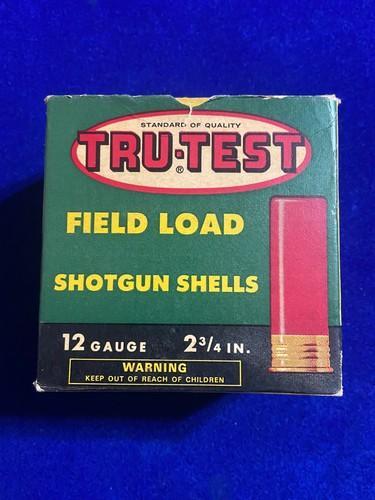 STANDARD OF QUALITY
TRU·TEST
®
FIELD LOAD
SHOTGUN SHELLS
12 GAUGE 2 3/4 IN.
WARNING
KEEP OUT OF REACH OF CHILDREN